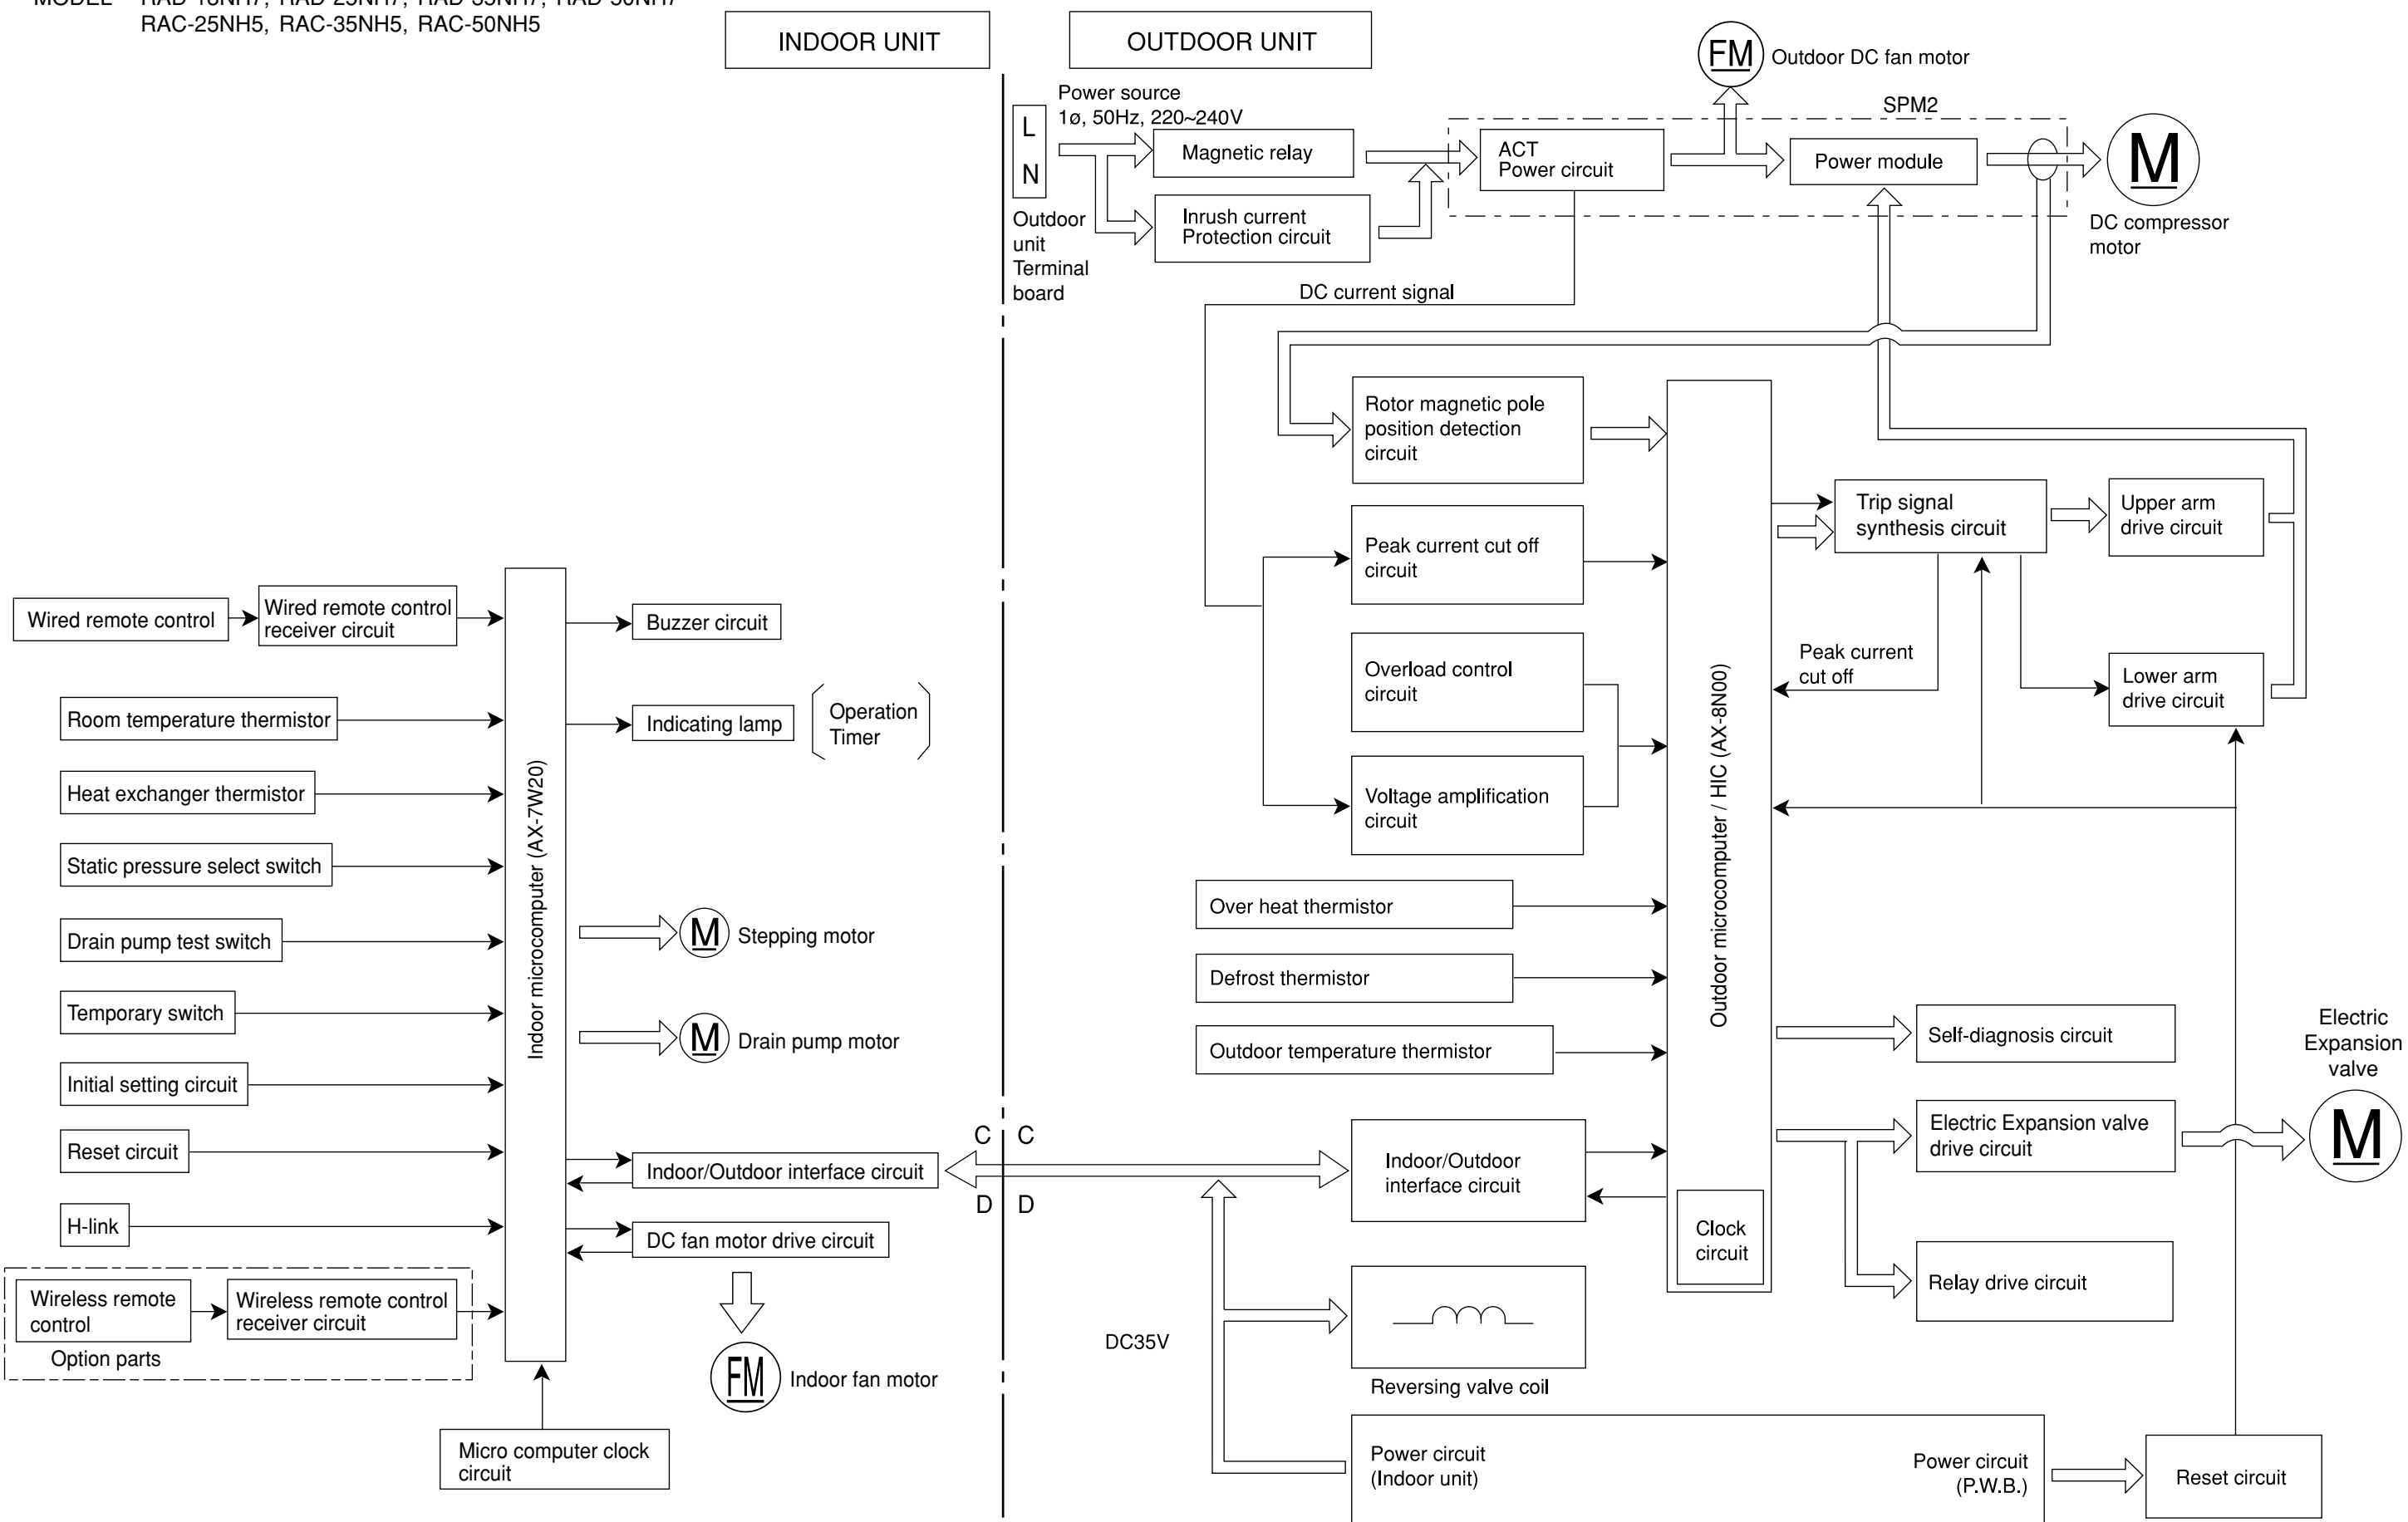 MODEL RAD-18NH7, RAD-25NH7, RAD-35NH7, RAD-50NH7
RAC-25NH5, RAC-35NH5, RAC-50NH5
INDOOR UNIT
OUTDOOR UNIT
FM
Outdoor DC fan motor
Power source
1ø, 50Hz, 220~240V
L
N
Outdoor
unit
Terminal
board
Magnetic relay
Inrush current
Protection circuit
ACT
Power circuit
SPM2
Power module
M
DC compressor
motor
DC current signal
Rotor magnetic pole
position detection
circuit
Peak current cut off
circuit
Overload control
circuit
Voltage amplification
circuit
Over heat thermistor
Defrost thermistor
Outdoor temperature thermistor
Indoor/Outdoor
interface circuit
Outdoor microcomputer / HIC (AX-8N00)
Clock
circuit
Trip signal
synthesis circuit
Upper arm
drive circuit
Peak current
cut off
Lower arm
drive circuit
Self-diagnosis circuit
Electric Expansion valve
drive circuit
Relay drive circuit
Electric
Expansion
valve
M
Reversing valve coil
DC35V
Power circuit
(Indoor unit)
Power circuit
(P.W.B.)
Reset circuit
Wired remote control
Wired remote control
receiver circuit
Room temperature thermistor
Heat exchanger thermistor
Static pressure select switch
Drain pump test switch
Temporary switch
Initial setting circuit
Reset circuit
H-link
Wireless remote
control
Wireless remote control
receiver circuit
Option parts
Indoor microcomputer (AX-7W20)
Micro computer clock
circuit
Buzzer circuit
Indicating lamp
Operation
Timer
M
Stepping motor
M
Drain pump motor
Indoor/Outdoor interface circuit
C
C
D
D
DC fan motor drive circuit
FM
Indoor fan motor